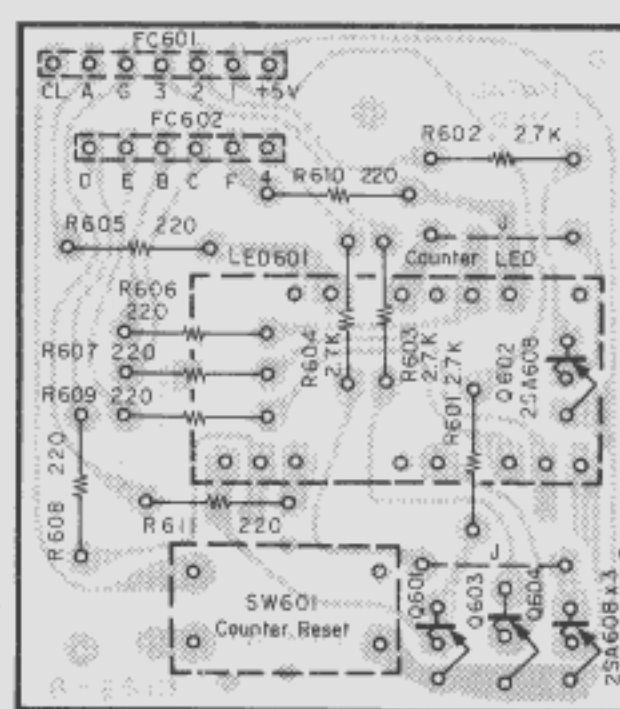 FC601
CL A G 3 2 1 +5V
FC602
D E B C F 4
R602 2.7K
R610 220
R605 220
J
LED601
Counter LED
R606
220
R607 220
R609 220
R604
2.7K
R603
2.7K
R601 2.7K
Q602
2SA608
220
R608
R611 220
SW601
Counter Reset
J
Q601
Q603
Q604
2SA608 x 3